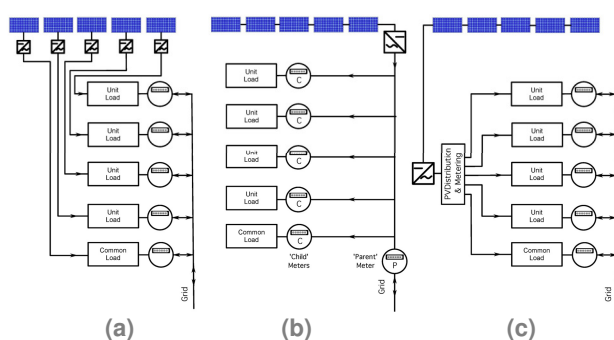 Unit
Load
Unit
Load
Unit
Load
Unit
Load
Common
Load
Grid
(a)
Unit
Load
C
Unit
Load
C
Unit
Load
C
Unit
Load
C
Common
Load
C
'Child'
Meters
'Parent'
Meter
P
Grid
(b)
PVDistribution
& Metering
Unit
Load
Unit
Load
Unit
Load
Unit
Load
Common
Load
Grid
(c)